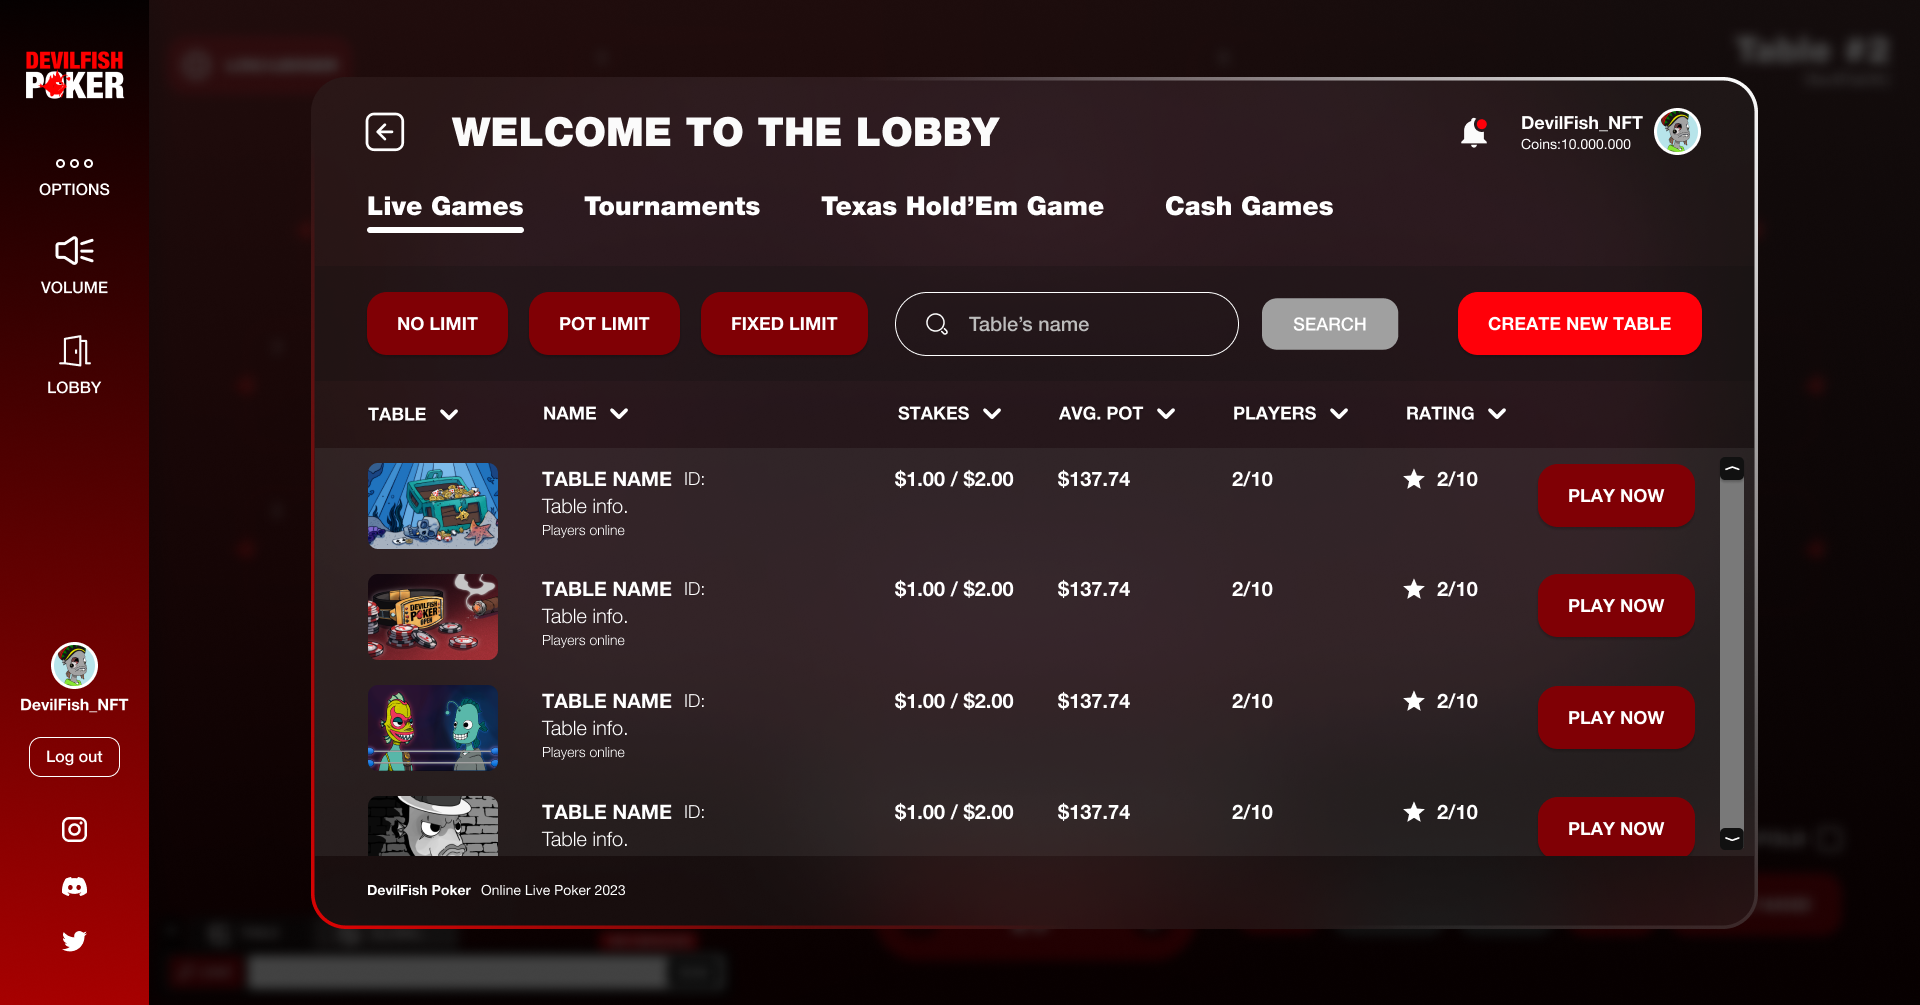 DEVILFISH
POKER
OPTIONS
VOLUME
LOBBY
DevilFish_NFT
Log out
Table #2
WELCOME TO THE LOBBY
DevilFish_NFT
Coins:10.000.000
Live Games Tournaments Texas Hold’Em Game Cash Games
NO LIMIT POT LIMIT FIXED LIMIT Table’s name SEARCH CREATE NEW TABLE
TABLE NAME STAKES AVG. POT PLAYERS RATING
TABLE NAME ID: $1.00 / $2.00 $137.74 2/10 2/10 PLAY NOW
Table info.
Players online
DEVILFISH
POKER
TABLE NAME ID: $1.00 / $2.00 $137.74 2/10 2/10 PLAY NOW
Table info.
Players online
TABLE NAME ID: $1.00 / $2.00 $137.74 2/10 2/10 PLAY NOW
Table info.
Players online
TABLE NAME ID: $1.00 / $2.00 $137.74 2/10 2/10 PLAY NOW
Table info.
DevilFish Poker Online Live Poker 2023